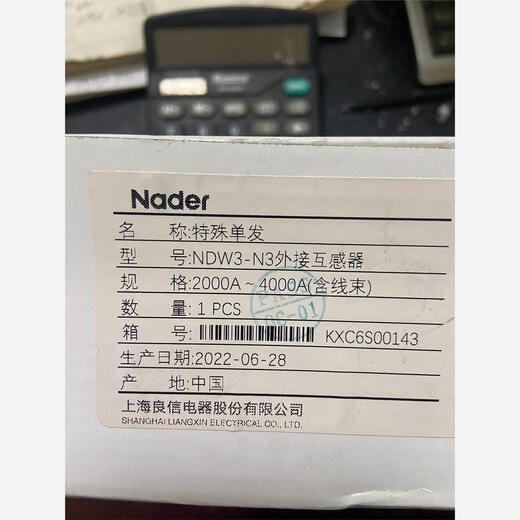 Nader
名 称:特殊单发
型 号:NDW3-N3外接互感器
规 格:2000A~4000A(含线束)
数 量:1 PCS
箱 号: KXC6S00143
生产日期:2022-06-28
产 地:中国
上海良信电器股份有限公司
SHANGHAI LIANGXIN ELECTRICAL CO., LTD.